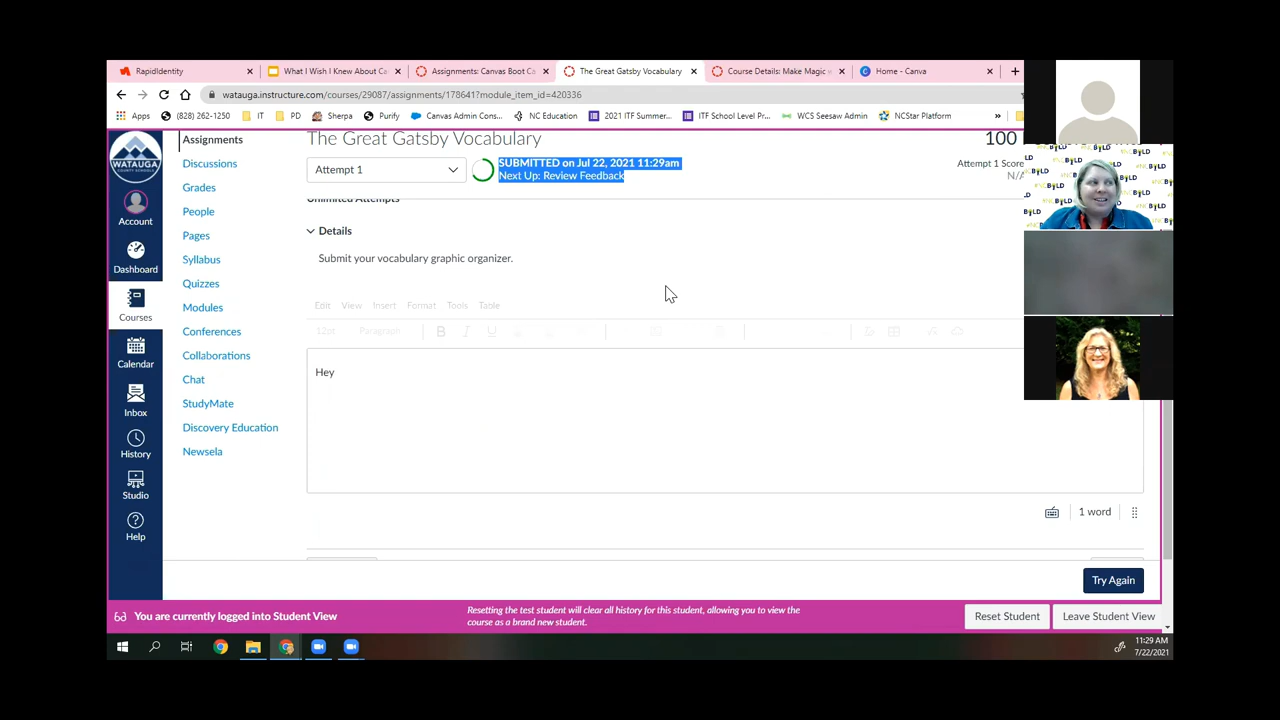 RapidIdentity
What I Wish I Knew About Ca
Assignments: Canvas Boot Ca
The Great Gatsby Vocabulary
Course Details: Make Magic w
Home - Canva
watauga.instructure.com/courses/29087/assignments/178641?module_item_id=420336
Apps
(828) 262-1250
IT
PD
Sherpa
Purify
Canvas Admin Cons...
NC Education
2021 ITF Summer...
ITF School Level Pr...
WCS Seesaw Admin
NCStar Platform
WATAUGA
COUNTY SCHOOLS
Account
Dashboard
Courses
Calendar
Inbox
History
Studio
Help
Assignments
Discussions
Grades
People
Pages
Syllabus
Quizzes
Modules
Conferences
Collaborations
Chat
StudyMate
Discovery Education
Newsela
The Great Gatsby Vocabulary
100
Attempt 1
SUBMITTED on Jul 22, 2021 11:29am
Next Up: Review Feedback
Attempt 1 Score
N/A
Unlimited Attempts
Details
Submit your vocabulary graphic organizer.
Edit View Insert Format Tools Table
12pt Paragraph B I U
Hey
1 word
Try Again
You are currently logged into Student View
Resetting the test student will clear all history for this student, allowing you to view the
course as a brand new student.
Reset Student
Leave Student View
11:29 AM
7/22/2021